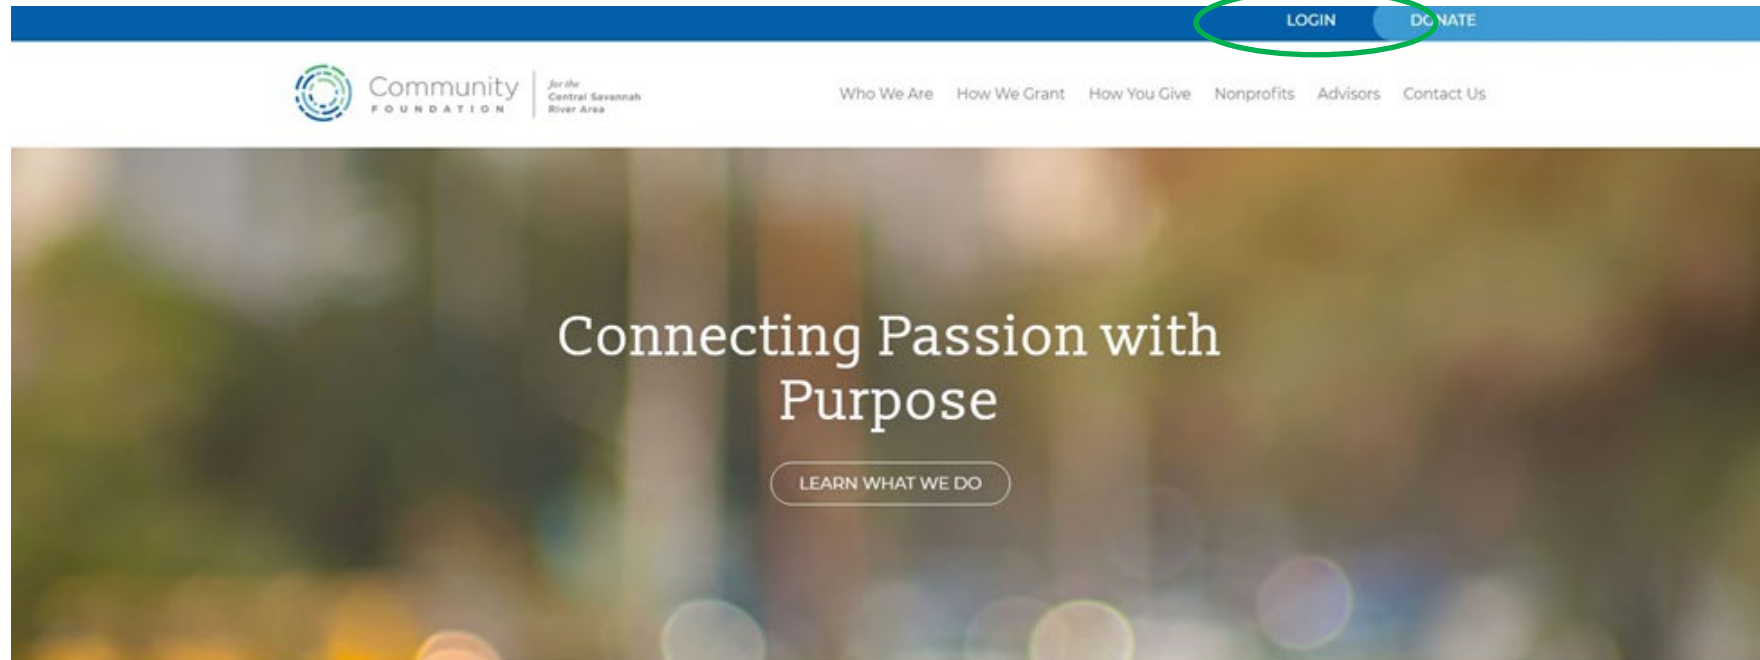 LOGIN DONATE
Community
FOUNDATION
for the
Central Savannah
River Area
Who We Are How We Grant How You Give Nonprofits Advisors Contact Us
Connecting Passion with
Purpose
LEARN WHAT WE DO